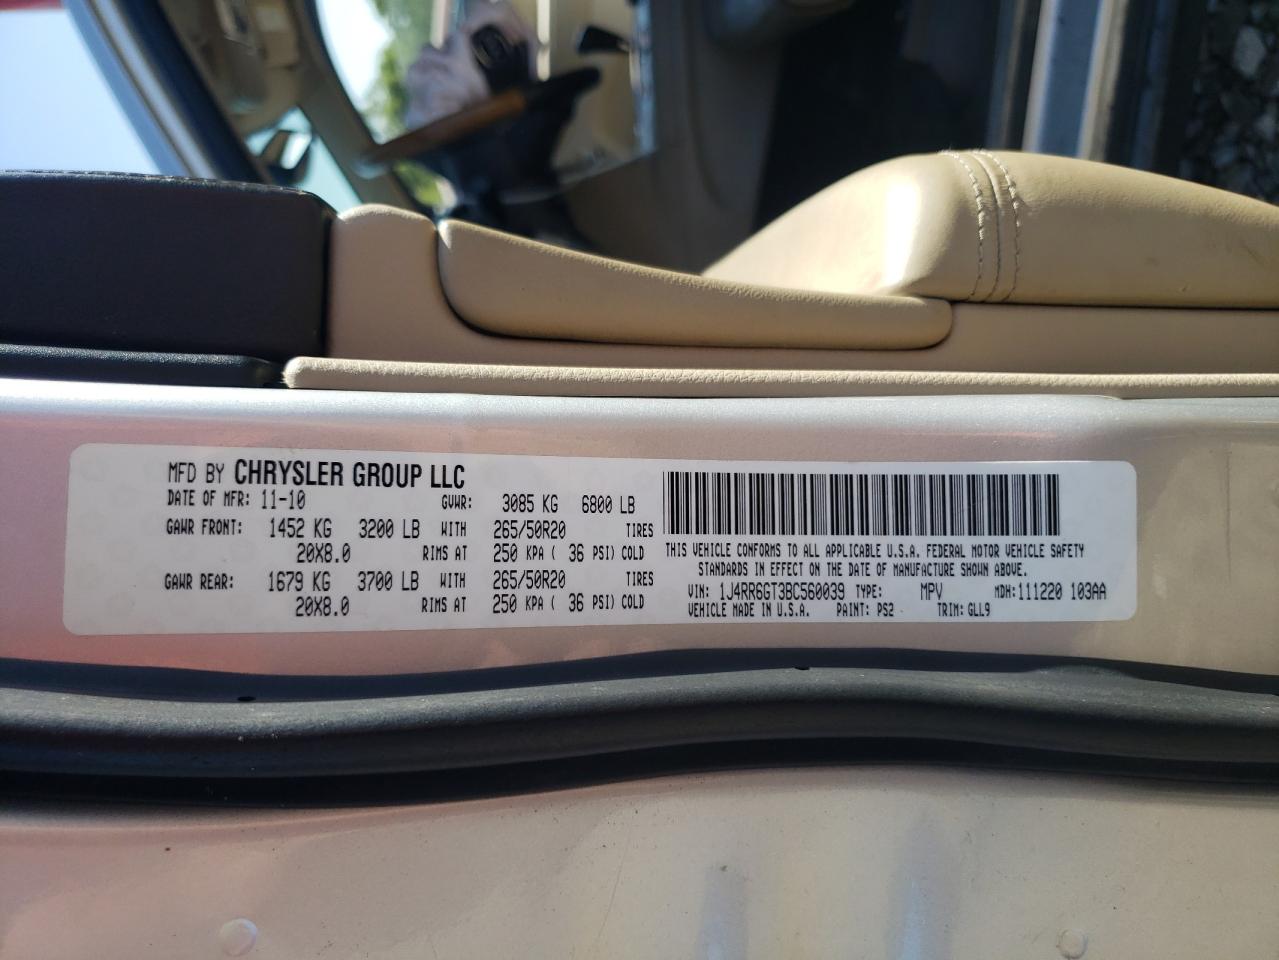 MFD BY CHRYSLER GROUP LLC
DATE OF MFR: 11-10 GVWR: 3085 KG 6800 LB
GAWR FRONT: 1452 KG 3200 LB WITH 265/50R20 TIRES
20X8.0 RIMS AT 250 KPA ( 36 PSI) COLD
GAWR REAR: 1679 KG 3700 LB WITH 265/50R20 TIRES
20X8.0 RIMS AT 250 KPA ( 36 PSI) COLD
THIS VEHICLE CONFORMS TO ALL APPLICABLE U.S.A. FEDERAL MOTOR VEHICLE SAFETY
STANDARDS IN EFFECT ON THE DATE OF MANUFACTURE SHOWN ABOVE.
VIN: 1J4RR6GT3BC560039 TYPE: MPV MDH:111220 103AA
VEHICLE MADE IN U.S.A. PAINT: PS2 TRIM: GLL9